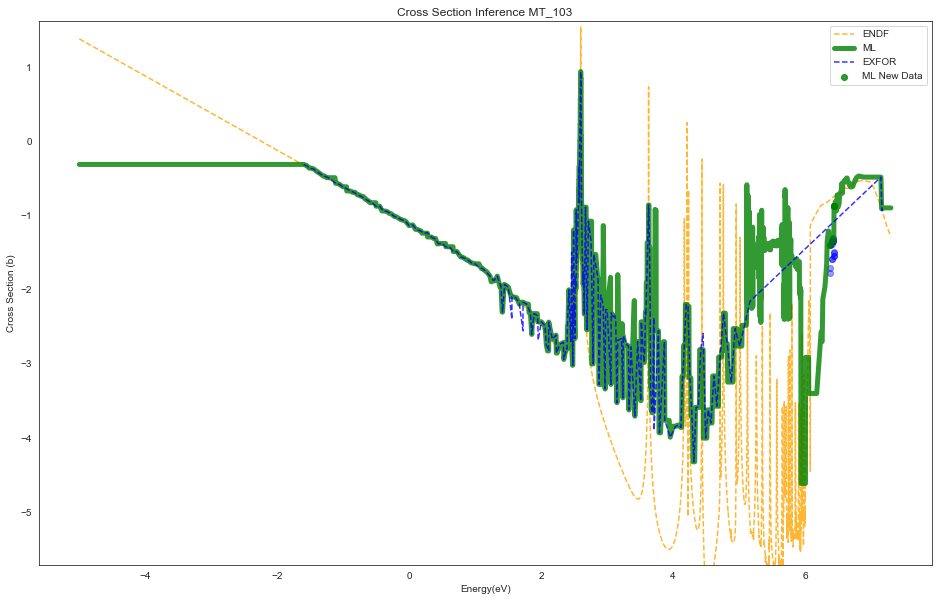 Cross Section Inference MT_103
ENDF
ML
EXFOR
ML New Data
Cross Section (b)
1
0
−1
−2
−3
−4
−5
−4
−2
0
2
4
6
Energy(eV)